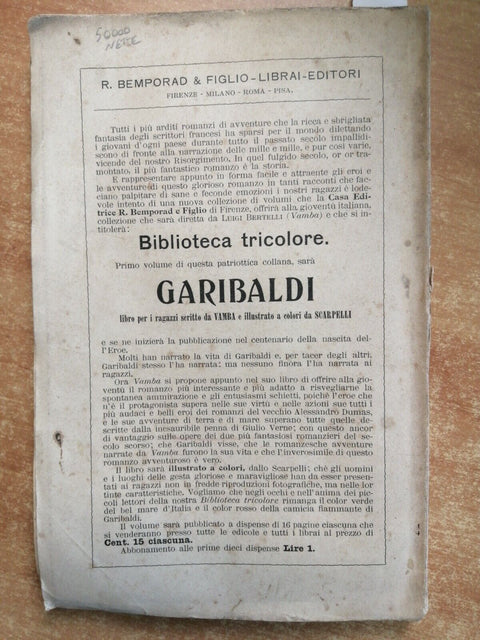 50000
NETTE
R. BEMPORAD & FIGLIO-LIBRAI-EDITORI
FIRENZE - MILANO - ROMA - PISA.
Tutti i più arditi romanzi di avventure che la ricca e sbrigliata
fantasia degli scrittori francesi ha sparsi per il mondo dilettando
i giovani d'ogni paese durante tutto il passato secolo impallidi-
scono di fronte alla narrazione delle mille e mille, e pur così varie,
vicende del nostro Risorgimento. In quel fulgido secolo, or or tra-
montato, il più fantastico romanzo è la storia.
E rappresentare appunto in forma facile e attraente gli eroi e
le avventure di questo glorioso romanzo in tanti racconti che fac-
ciano palpitare di sane e feconde emozioni i nostri ragazzi è lode-
vole intento di una nuova collezione di volumi che la Casa Edi-
trice R. Bemporad e Figlio di Firenze, offrirà alla gioventù italiana,
collezione che sarà diretta da LUIGI BERTELLI (Vamba) e che si in-
titolerà:
Biblioteca tricolore.
Primo volume di questa patriottica collana, sarà
GARIBALDI
libro per i ragazzi scritto da VAMBA e illustrato a colori da SCARPELLI
e se ne inizierà la pubblicazione nel centenario della nascita del-
l'Eroe.
Molti han narrato la vita di Garibaldi e, per tacer degli altri,
Garibaldi stesso l'ha narrata: ma nessuno finora l'ha narrata ai
ragazzi.
Ora Vamba si propone appunto nel suo libro di offrire alla gio-
ventù il romanzo più interessante e più adatto a risvegliarne la
spontanea ammirazione e gli entusiasmi schietti, poichè l'eroe che
n'è il protagonista supera nelle sue virtù e nelle azioni sue tutti i
più audaci e belli eroi dei romanzi del vecchio Alessandro Dumas,
e le sue avventure di terra e di mare superano tutte quelle de-
scritte dalla inesauribile penna di Giulio Verne; con questo ancor
di vantaggio sulle opere dei due più fantasiosi romanzieri del se-
colo scorso; che Garibaldi visse, che le romanzesche avventure
narrate da Vamba furono la sua vita e che l'inverosimile di questo
romanzo avventuroso è vero.
Il libro sarà illustrato a colori, dallo Scarpelli; chè gli uomini
e i luoghi delle gesta gloriose e maravigliose han da esser presen-
tati ai ragazzi non in fredde riproduzioni fotografiche, ma nelle lor
tinte caratteristiche. Vogliamo che negli occhi e nell'anima dei pic-
coli lettori della nostra Biblioteca tricolore rimanga il color verde
del bel mare d'Italia e il color rosso della camicia fiammante di
Garibaldi.
Il volume sarà pubblicato a dispense di 16 pagine ciascuna che
si venderanno presso tutte le edicole e tutti i librai al prezzo di
Cent. 15 ciascuna.
Abbonamento alle prime dieci dispense Lire 1.